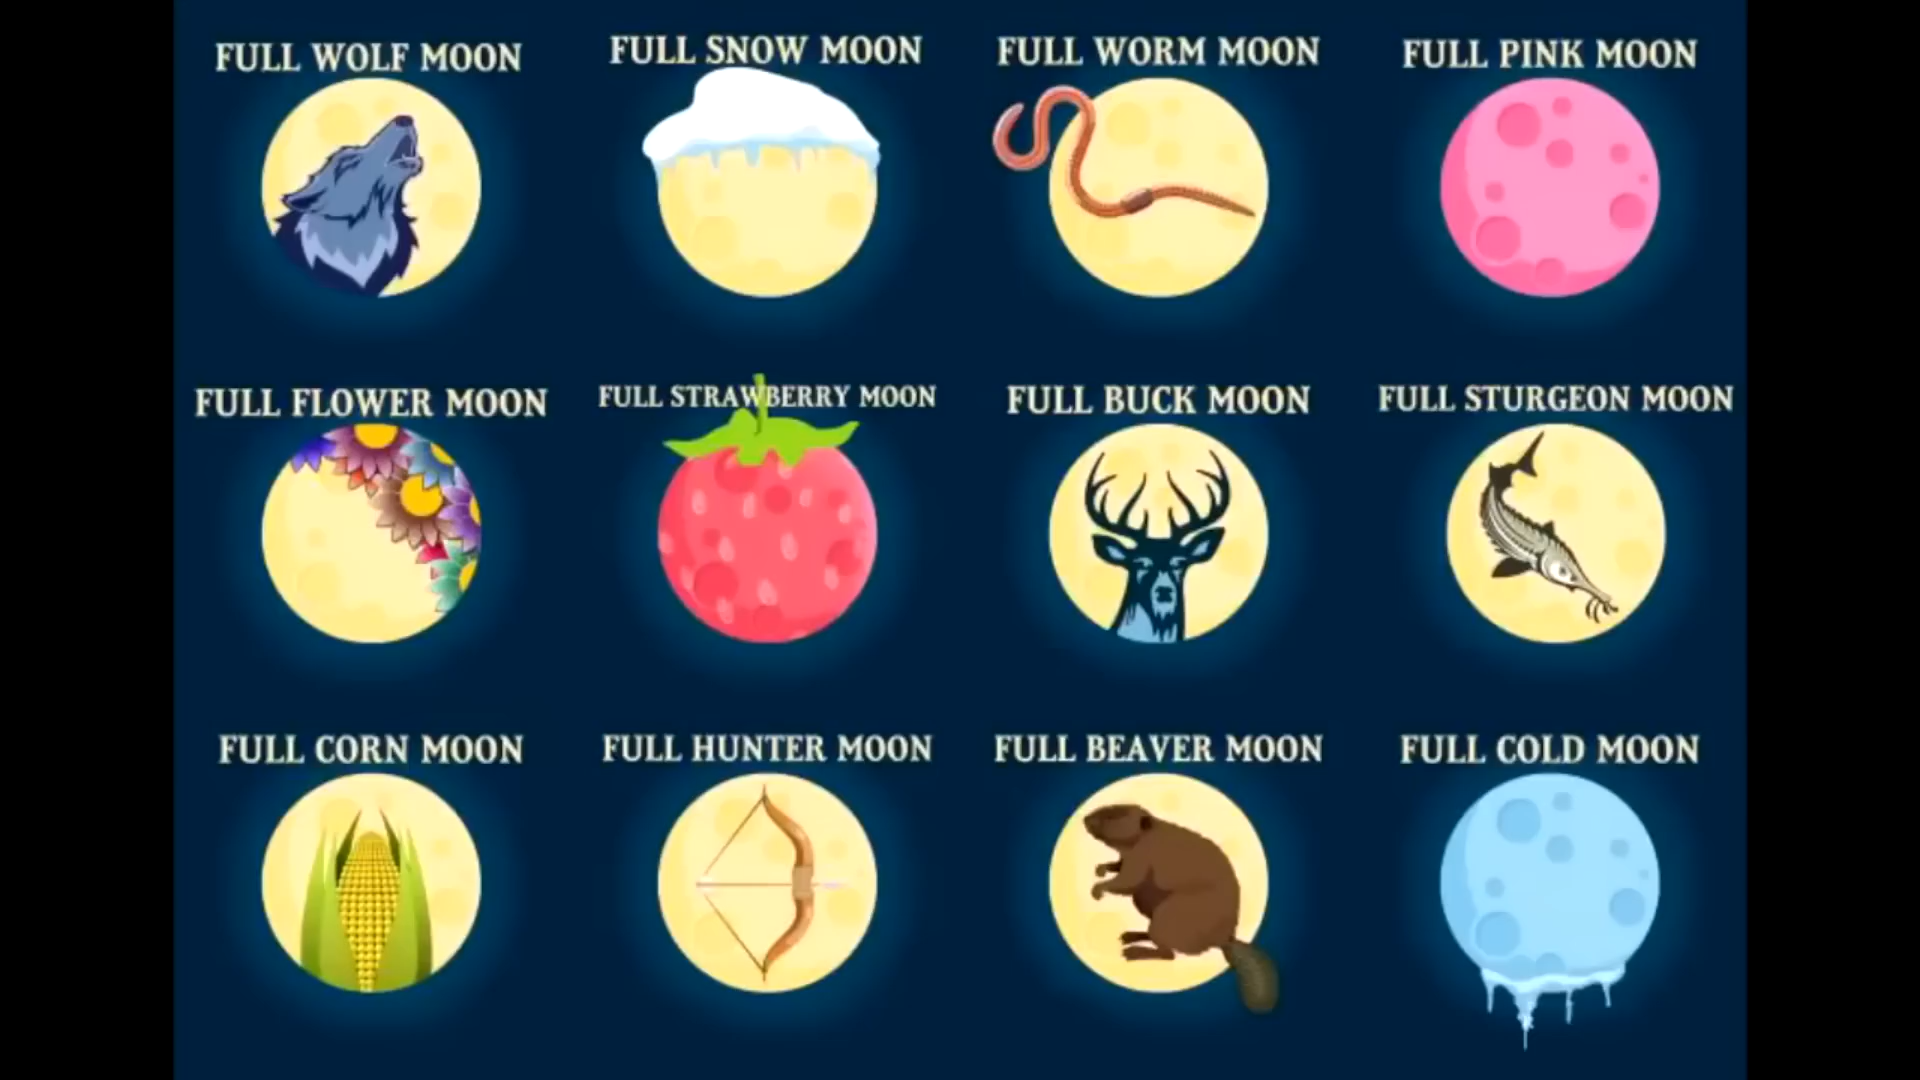 FULL WOLF MOON
FULL SNOW MOON
FULL WORM MOON
FULL PINK MOON
FULL FLOWER MOON
FULL STRAWBERRY MOON
FULL BUCK MOON
FULL STURGEON MOON
FULL CORN MOON
FULL HUNTER MOON
FULL BEAVER MOON
FULL COLD MOON